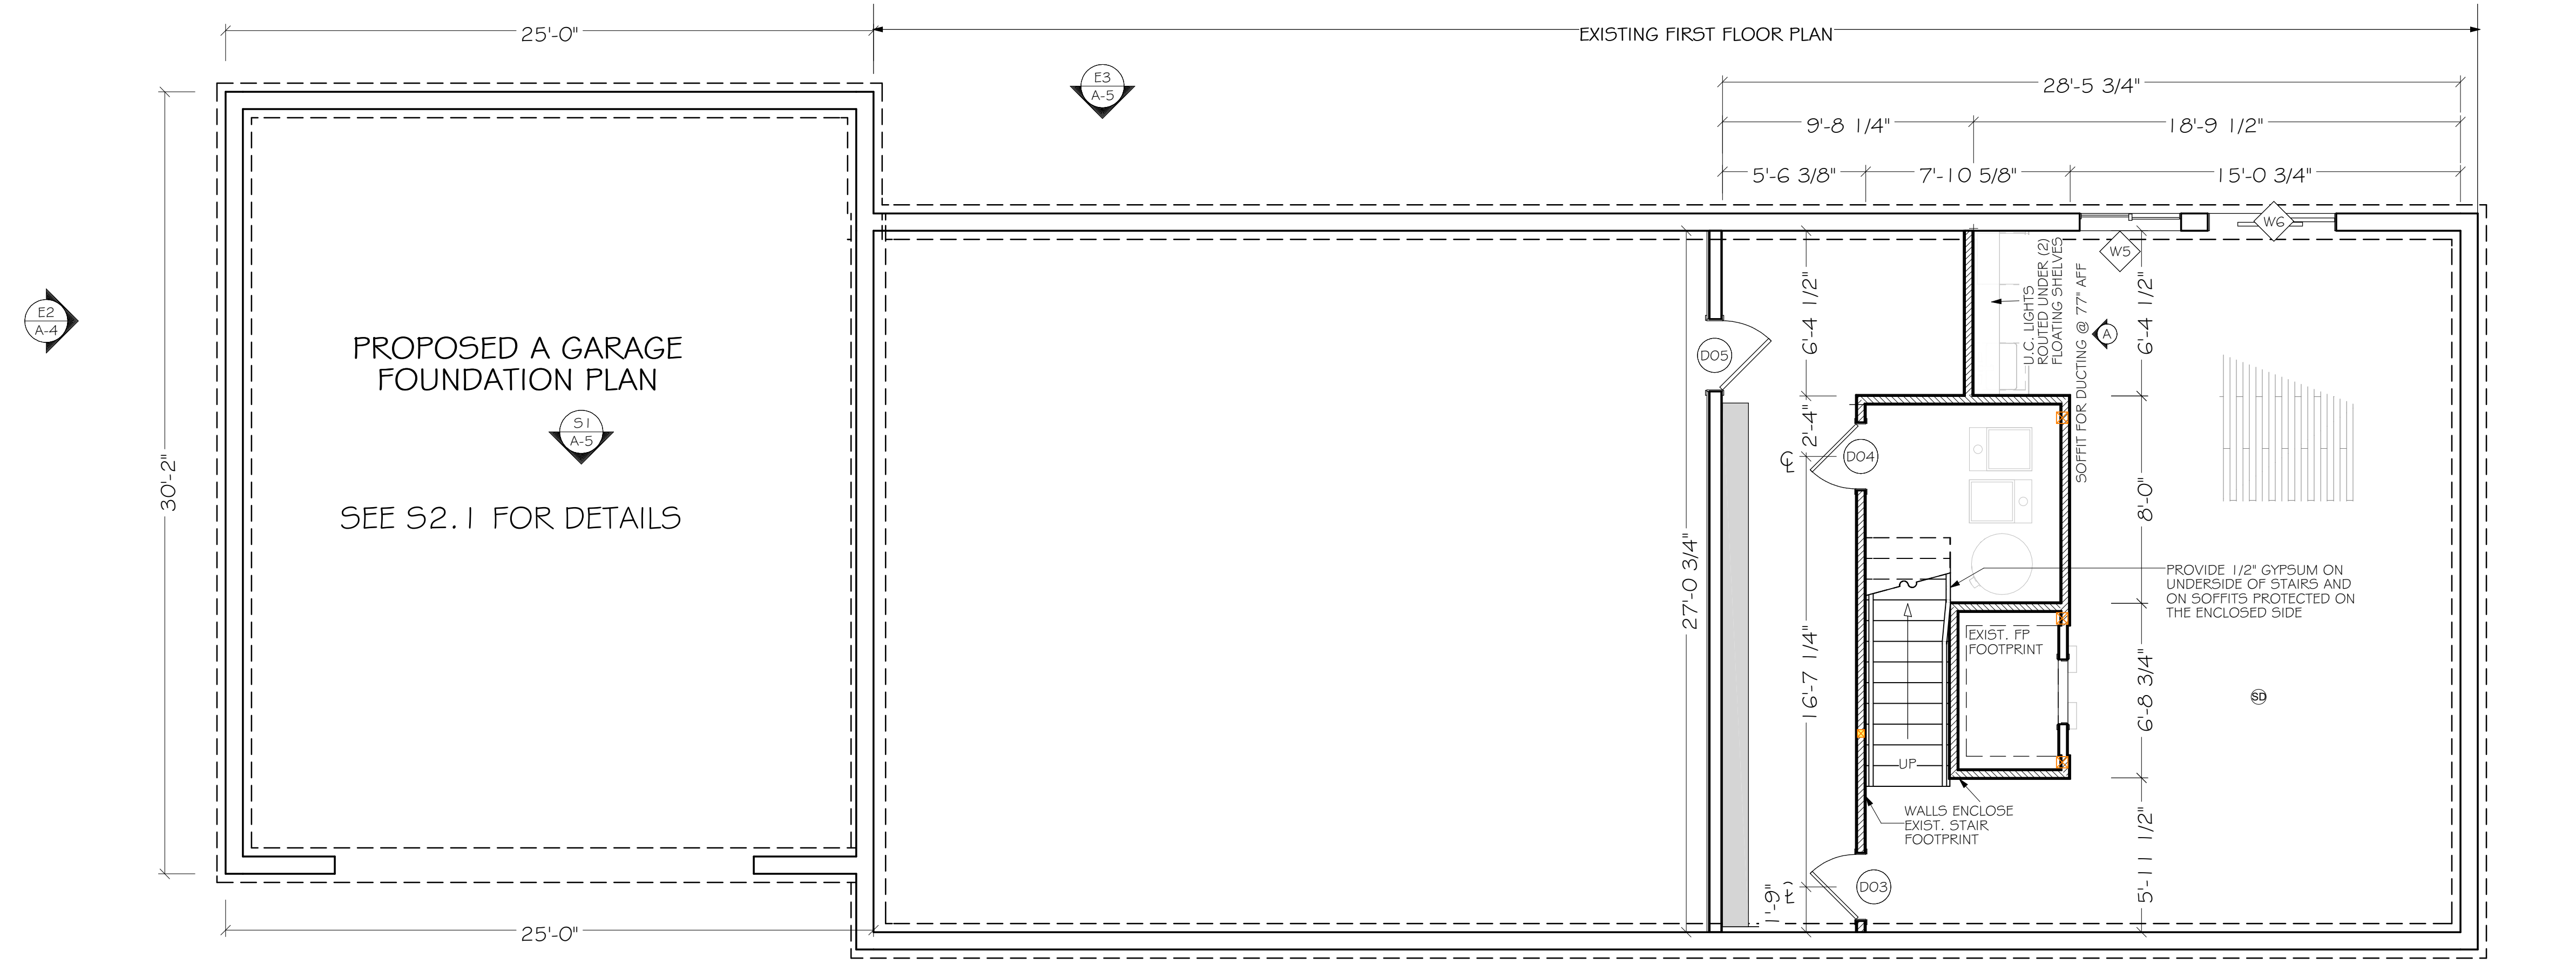 25'-0"
EXISTING FIRST FLOOR PLAN
E3
A-5
28'-5 3/4"
9'-8 1/4"
18'-9 1/2"
5'-6 3/8"
7'-10 5/8"
15'-0 3/4"
W6
W5
U.C. LIGHTS
ROUTED UNDER (2)
FLOATING SHELVES
SOFFIT FOR DUCTING @ 77" AFF
A
6'-4 1/2"
6'-4 1/2"
E2
A-4
PROPOSED A GARAGE
FOUNDATION PLAN
S1
A-5
SEE S2.1 FOR DETAILS
30'-2"
D05
2'-4"
D04
8'-0"
27'-0 3/4"
PROVIDE 1/2" GYPSUM ON
UNDERSIDE OF STAIRS AND
ON SOFFITS PROTECTED ON
THE ENCLOSED SIDE
EXIST. FP
FOOTPRINT
16'-7 1/4"
6'-8 3/4"
SD
UP
WALLS ENCLOSE
EXIST. STAIR
FOOTPRINT
5'-11 1/2"
1'-9"
D03
25'-0"